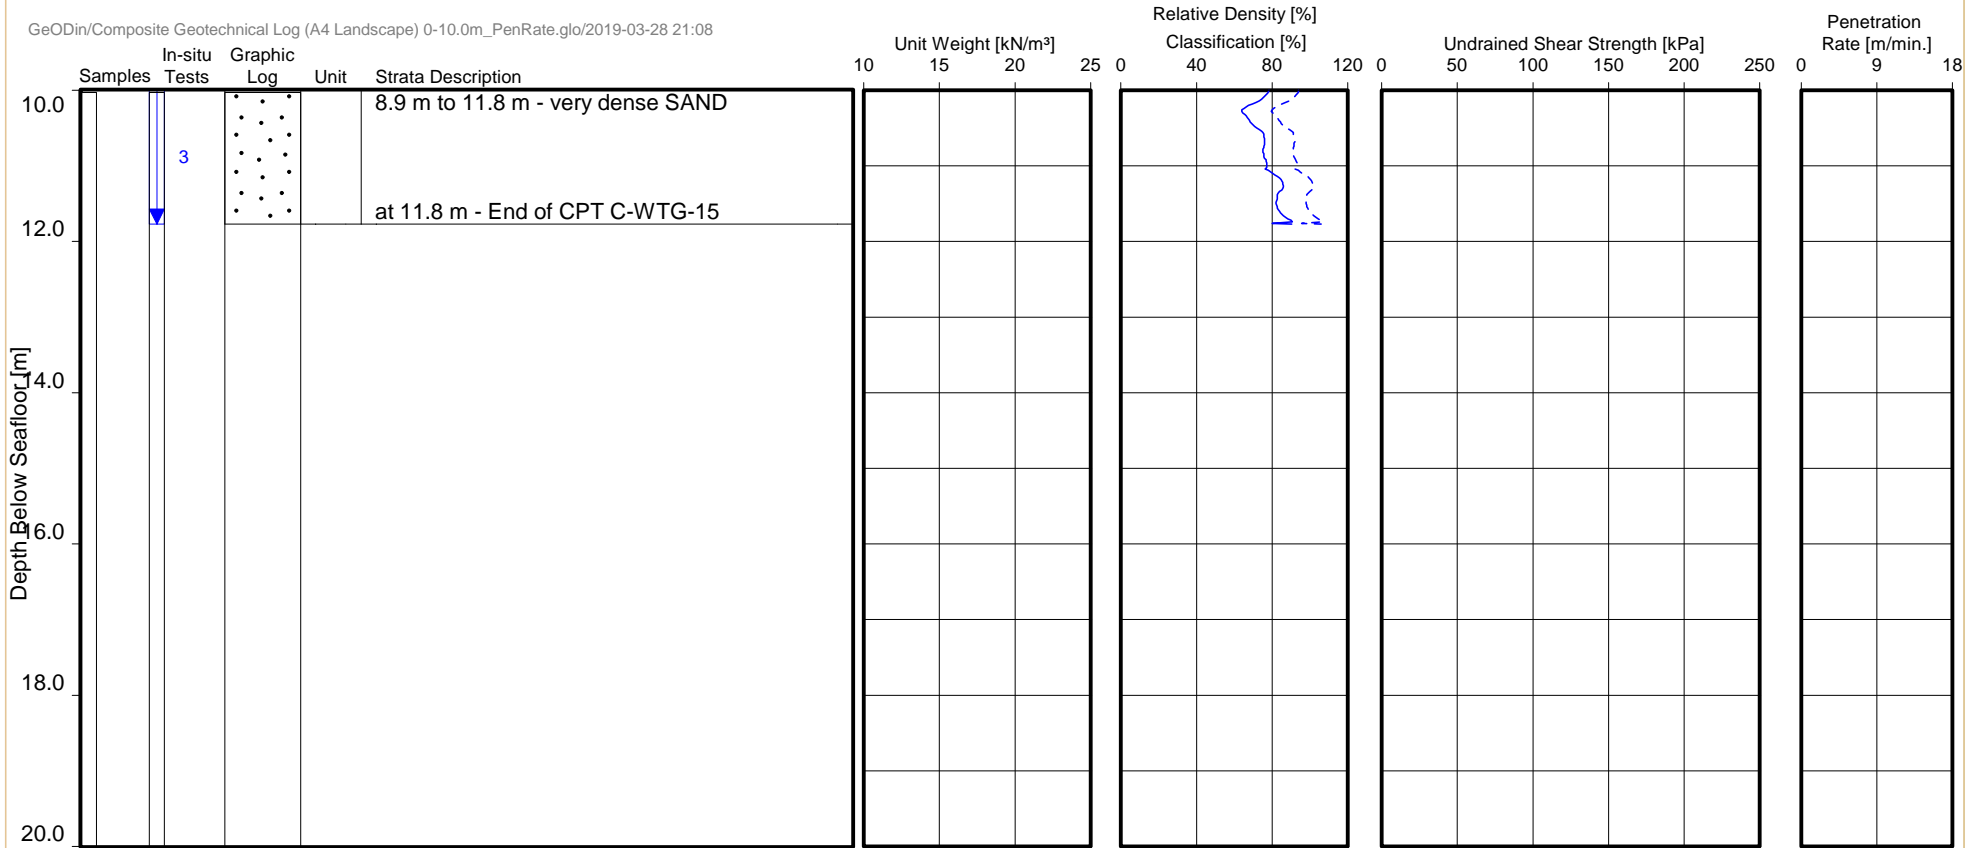 GeODin/Composite Geotechnical Log (A4 Landscape) 0-10.0m_PenRate.glo/2019-03-28 21:08
Samples
In-situ
Tests
Graphic
Log
Unit
Strata Description
Unit Weight [kN/m³]
10 15 20 25
Relative Density [%]
Classification [%]
0 40 80 120
Undrained Shear Strength [kPa]
0 50 100 150 200 250
Penetration
Rate [m/min.]
0 9 18
Depth Below Seafloor [m]
10.0
8.9 m to 11.8 m - very dense SAND
3
at 11.8 m - End of CPT C-WTG-15
12.0
14.0
16.0
18.0
20.0